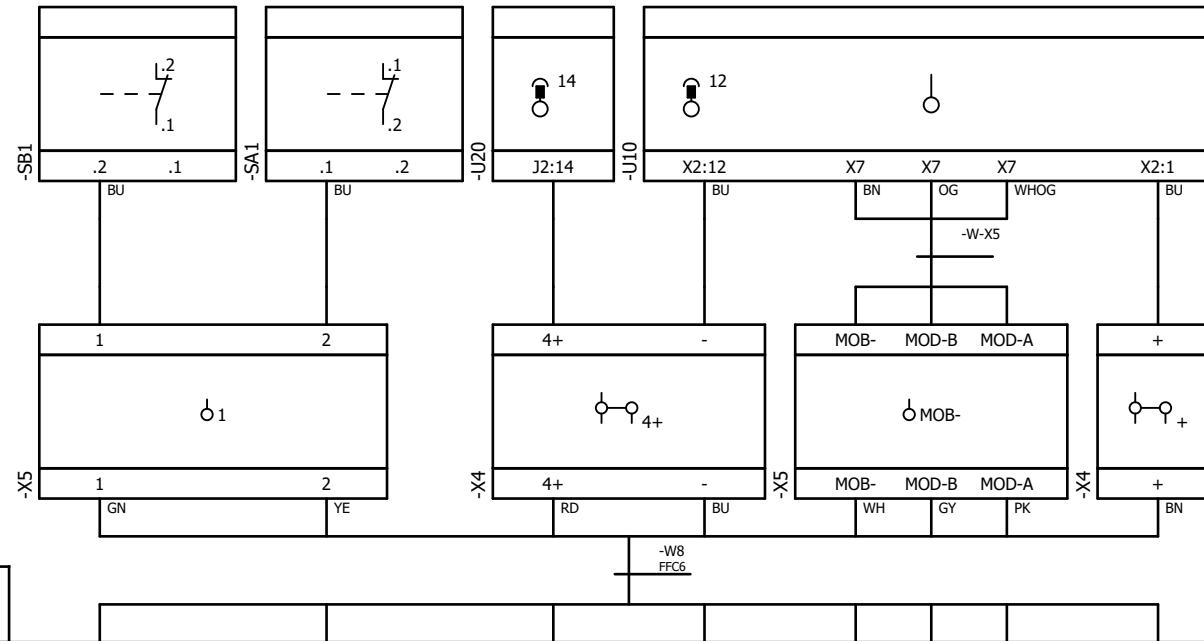 .2
.1
.1
.2
14
12
-SB1
-SA1
-U20
-U10
.2 .1
.1 .2
J2:14
X2:12 X7 X7 X7 X2:1
BU
BU
BU BN OG WHOG BU
-W-X5
1 2
4+ -
MOB- MOD-B MOD-A
+
1
4+
MOB-
+
-X5
-X4
-X5
-X4
1 2
4+ -
MOB- MOD-B MOD-A
+
GN YE RD BU WH GY PK BN
-W8
FFC6